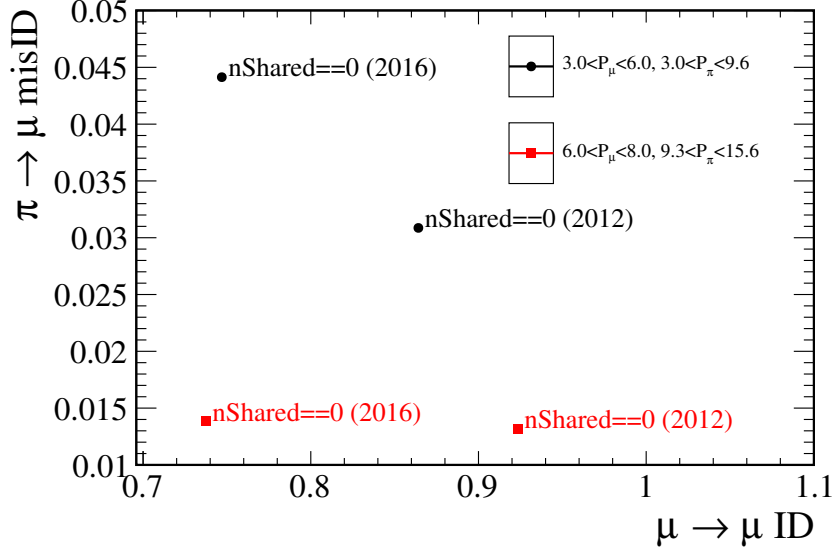 π → μ misID
0.05
0.045
0.04
0.035
0.03
0.025
0.02
0.015
0.01
nShared==0 (2016)
3.0<Pμ<6.0, 3.0<Pπ<9.6
6.0<Pμ<8.0, 9.3<Pπ<15.6
nShared==0 (2012)
nShared==0 (2016)
nShared==0 (2012)
0.7 0.8 0.9 1 1.1
μ → μ ID